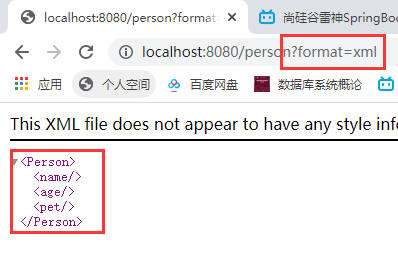 localhost:8080/person?format=
尚硅谷雷神SpringBoo
localhost:8080/person?format=xml
应用 个人空间 百度网盘 数据库系统概论
This XML file does not appear to have any style info
<Person>
<name/>
<age/>
<pet/>
</Person>